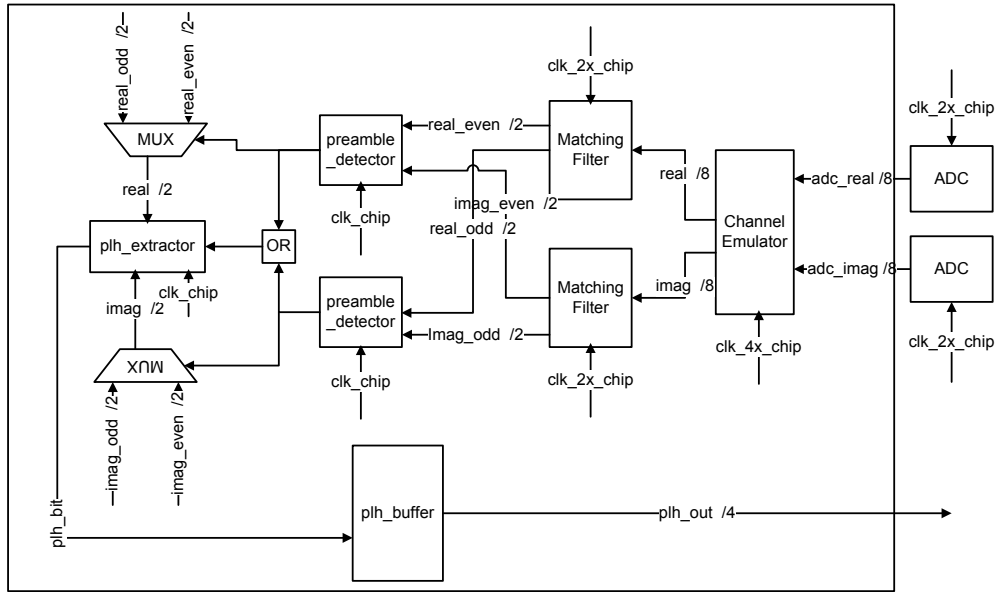 real_odd /2
real_even /2
MUX
real /2
plh_extractor
clk_chip
imag /2
MUX
imag_odd /2
imag_even /2
plh_bit
OR
preamble
_detector
clk_chip
preamble
_detector
clk_chip
real_even /2
imag_even /2
real_odd /2
Imag_odd /2
clk_2x_chip
Matching
Filter
Matching
Filter
clk_2x_chip
real /8
imag /8
Channel
Emulator
clk_4x_chip
adc_real /8
adc_imag /8
clk_2x_chip
ADC
ADC
clk_2x_chip
plh_buffer
plh_out /4